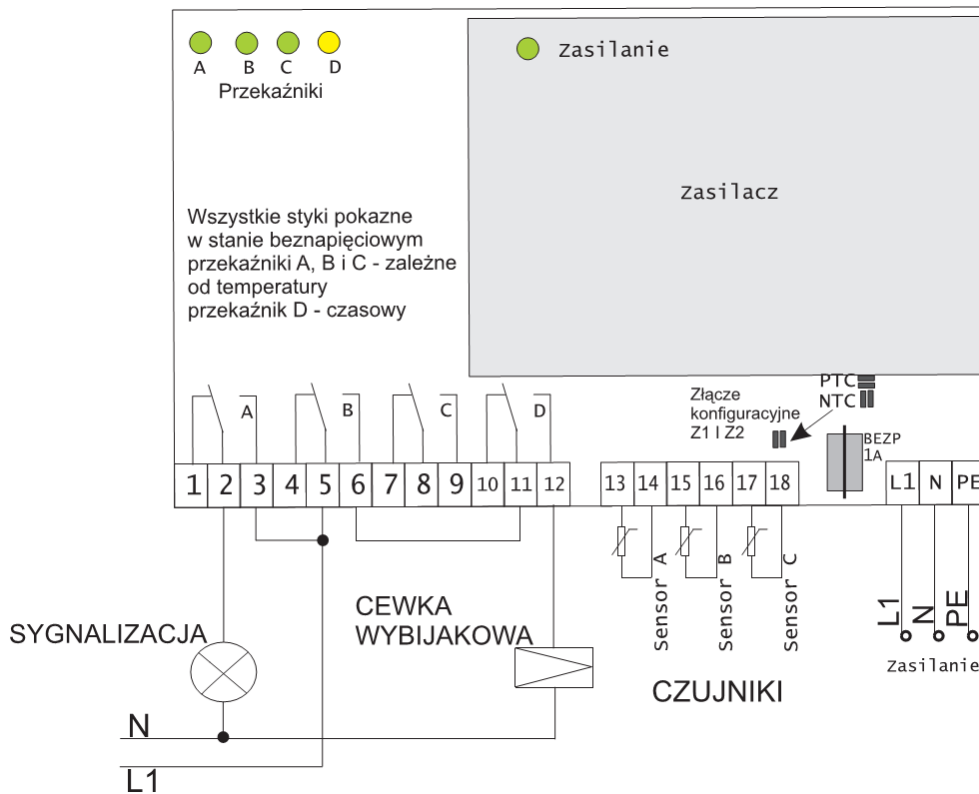 A B C D
Przekaźniki
Zasilanie
Zasilacz
Wszystkie styki pokazne
w stanie beznapięciowym
przekaźniki A, B i C - zależne
od temperatury
przekaźnik D - czasowy
A
B
C
D
Złącze
konfiguracyjne
Z1 I Z2
PTC
NTC
BEZP
1A
1 2 3 4 5 6 7 8 9 10 11 12
13 14 15 16 17 18
L1 N PE
Sensor A
Sensor B
Sensor C
L1
N
PE
Zasilanie
SYGNALIZACJA
CEWKA
WYBIJAKOWA
CZUJNIKI
N
L1